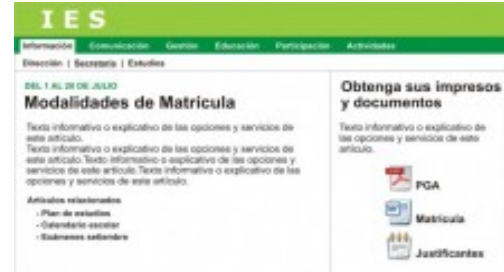 IES
Información Comunicación Gestión Educación Participación Actividades
Dirección | Secretaría | Estudios
DEL 1 AL 20 DE JULIO
Modalidades de Matricula
Texto informativo o explicativo de las opciones y servicios de
este artículo.
Texto informativo o explicativo de las opciones y servicios de
este artículo. Texto informativo o explicativo de las opciones y
servicios de este artículo. Texto informativo o explicativo de las
opciones y servicios de este artículo.
Artículos relacionados
- Plan de estudios
- Calendario escolar
- Exámenes setiembre
Obtenga sus impresos
y documentos
Texto informativo o explicativo de
las opciones y servicios de este
artículo.
PGA
Matricula
Justificantes